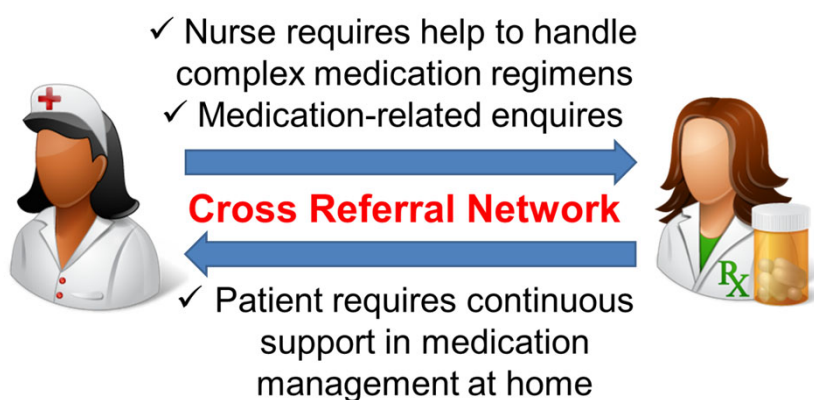 ✓ Nurse requires help to handle
complex medication regimens
✓ Medication-related enquires
Cross Referral Network
✓ Patient requires continuous
support in medication
management at home
Rx